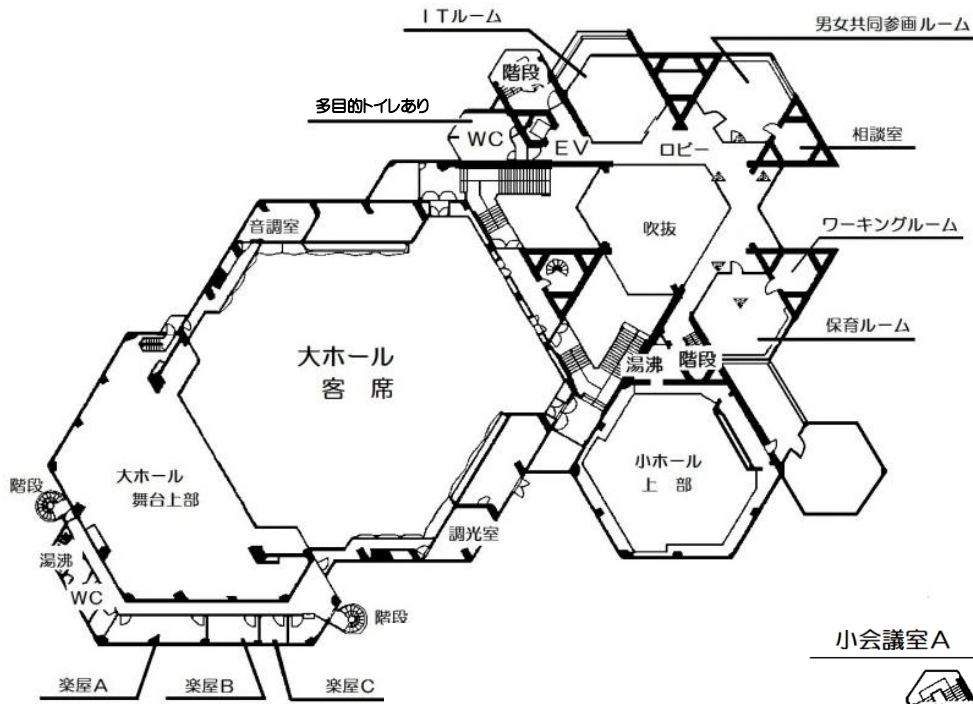 ITルーム
男女共同参画ルーム
階段
多目的トイレあり
WC
EV
ロビー
相談室
音調室
吹抜
ワーキングルーム
保育ルーム
大ホール
客 席
湯沸
階段
小ホール
上 部
大ホール
舞台上部
階段
調光室
湯沸
WC
階段
小会議室A
楽屋A
楽屋B
楽屋C